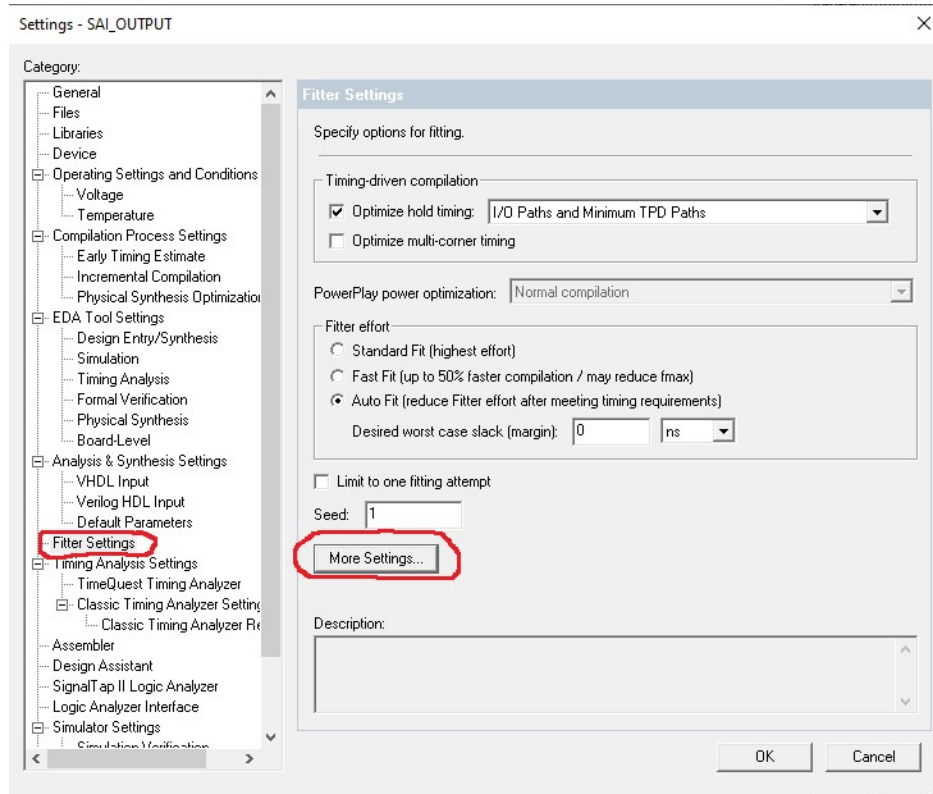 Settings - SAI_OUTPUT
Category:
General
Files
Libraries
Device
Operating Settings and Conditions
Voltage
Temperature
Compilation Process Settings
Early Timing Estimate
Incremental Compilation
Physical Synthesis Optimization
EDA Tool Settings
Design Entry/Synthesis
Simulation
Timing Analysis
Formal Verification
Physical Synthesis
Board-Level
Analysis & Synthesis Settings
VHDL Input
Verilog HDL Input
Default Parameters
Fitter Settings
Timing Analysis Settings
TimeQuest Timing Analyzer
Classic Timing Analyzer Setting
Classic Timing Analyzer Re
Assembler
Design Assistant
SignalTap II Logic Analyzer
Logic Analyzer Interface
Simulator Settings
Simulation Verification
Fitter Settings
Specify options for fitting.
Timing-driven compilation
Optimize hold timing: I/O Paths and Minimum TPD Paths
Optimize multi-corner timing
PowerPlay power optimization: Normal compilation
Fitter effort
Standard Fit (highest effort)
Fast Fit (up to 50% faster compilation / may reduce fmax)
Auto Fit (reduce Fitter effort after meeting timing requirements)
Desired worst case slack (margin): 0 ns
Limit to one fitting attempt
Seed: 1
More Settings...
Description:
OK Cancel